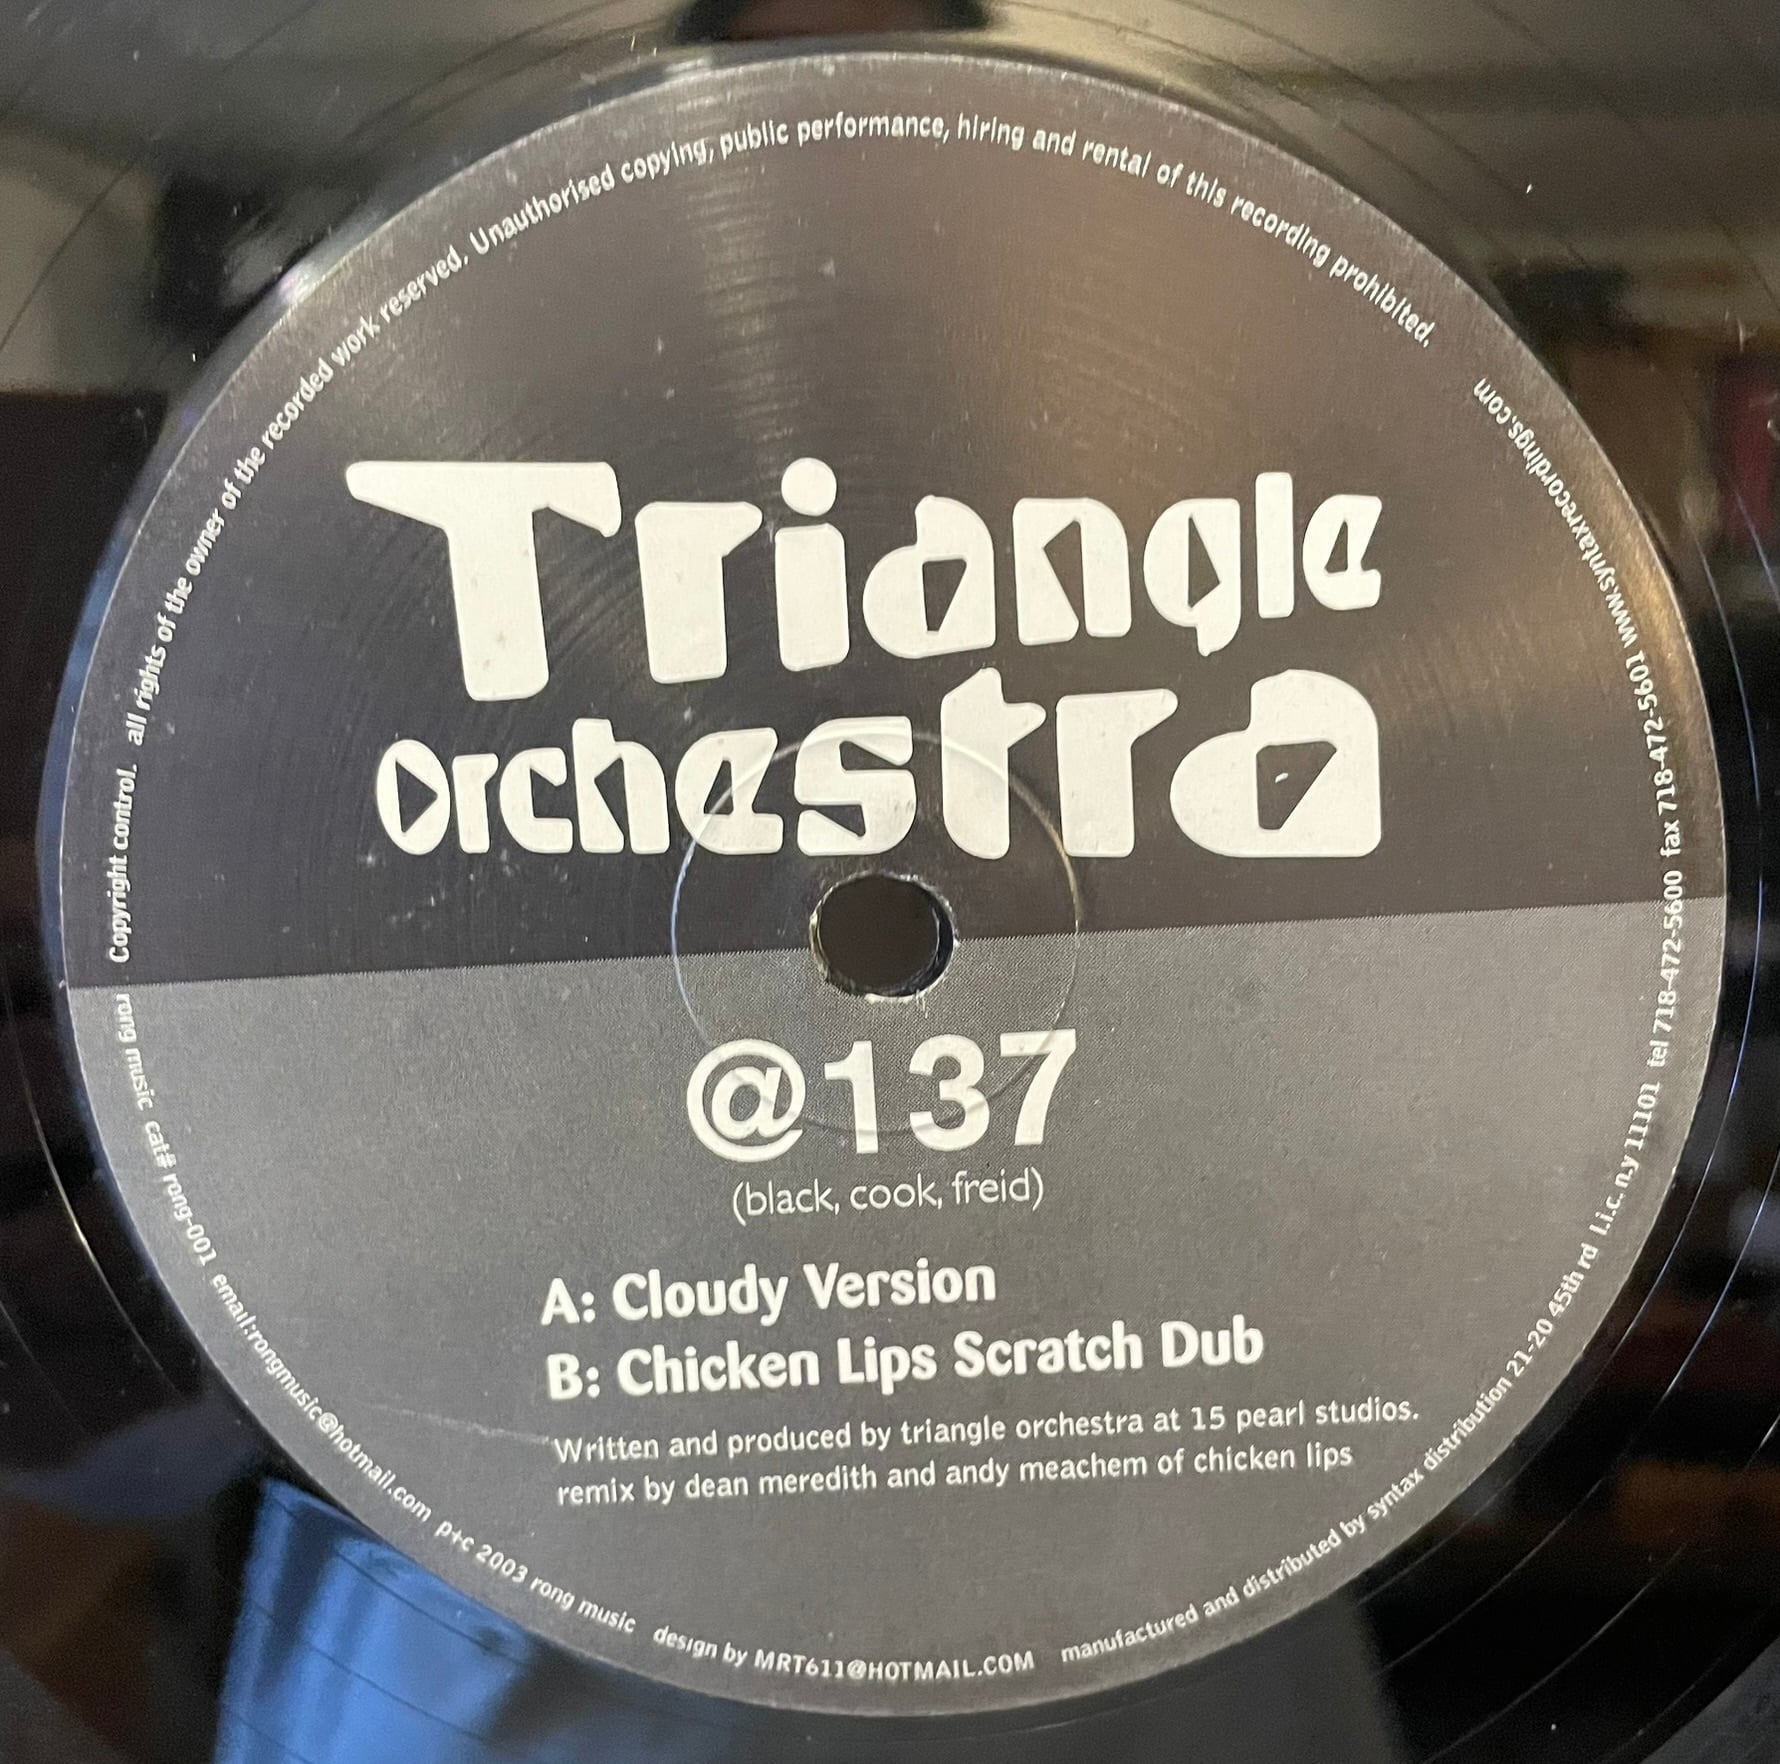 Triangle
orchestra
@137
(black, cook, freid)
A: Cloudy Version
B: Chicken Lips Scratch Dub
Written and produced by triangle orchestra at 15 pearl studios.
remix by dean meredith and andy meachem of chicken lips
Copyright control. all rights of the owner of the recorded work reserved. Unauthorised copying, public performance, hiring and rental of this recording prohibited.
rong music cat# rong-001 email:rongmusic@hotmail.com p+c 2003 rong music design by MRT611@HOTMAIL.COM manufactured and distributed by syntax distribution 21-20 45th rd l.i.c. n.y 11101 tel 718-472-5600 fax 718-472-5601 www.syntaxrecordings.com